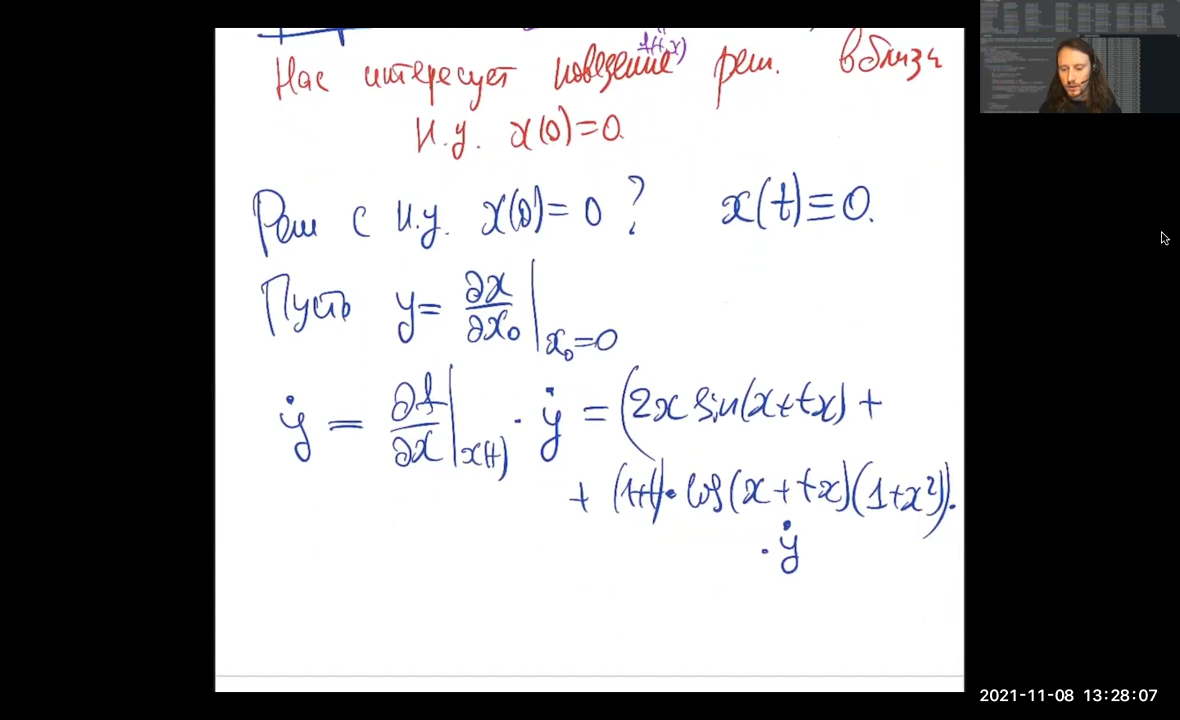 f(t,x)
Нас интересует поведение реш. вблизи
н.у. x(0)=0.
Реш с н.у. x(0)=0 ? x(t)≡0.
Пусть y= ∂x/∂x₀ |x₀=0
ẏ = ∂f/∂x |x(t) · ẏ = (2x sin(x+tx) +
+ (1+t)· cos(x+tx)(1+x²)).
· ẏ
2021-11-08 13:28:07